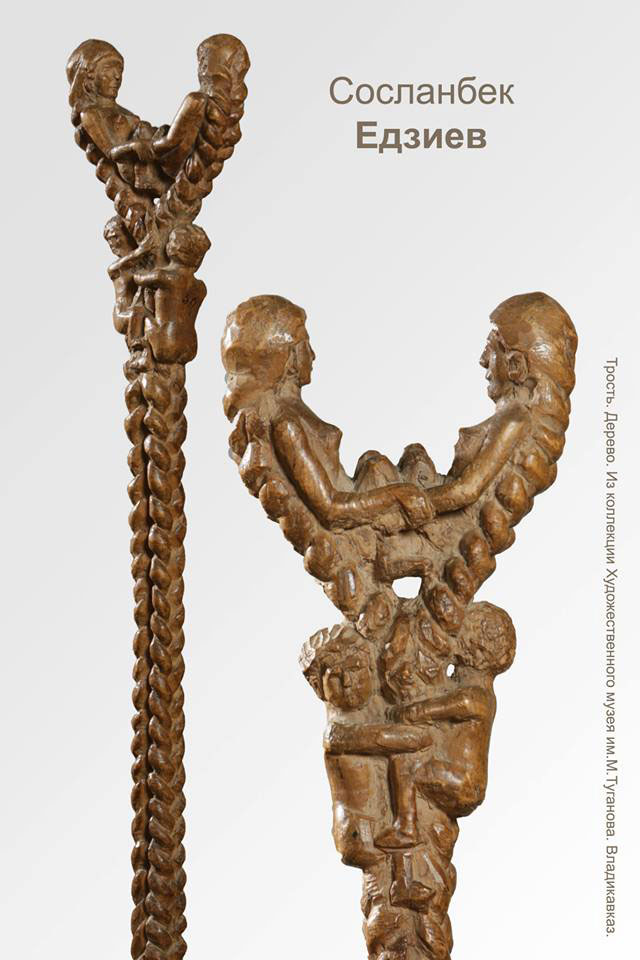 Сосланбек
Едзиев
Трость. Дерево. Из коллекции Художественного музея им.М.Туганова. Владикавказ.